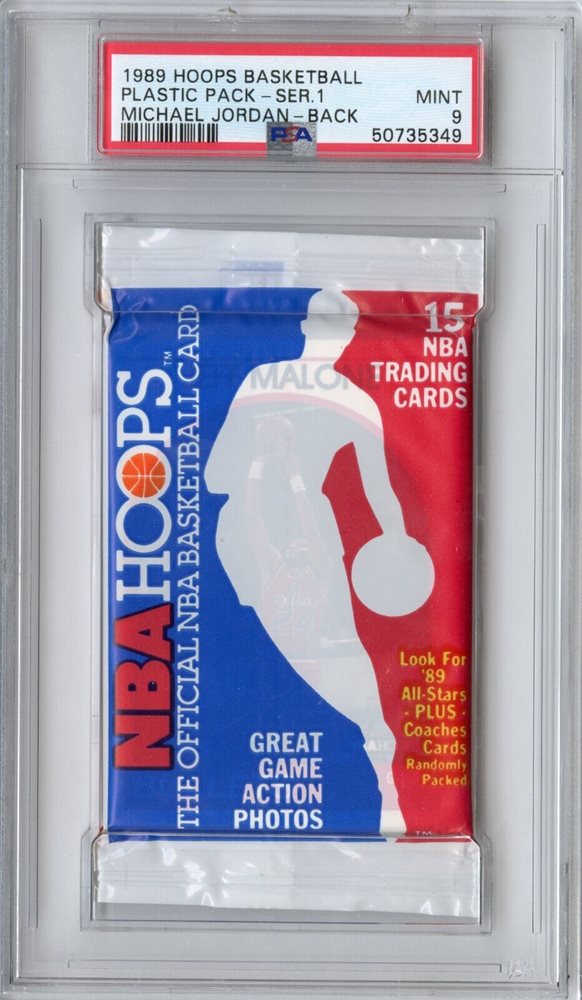 1989 HOOPS BASKETBALL
PLASTIC PACK - SER.1 MINT
MICHAEL JORDAN - BACK 9
PSA 50735349
15
NBA
TRADING
CARDS
MALONE
NBA HOOPS™
THE OFFICIAL NBA BASKETBALL CARD
Look For
'89
All-Stars
- PLUS -
Coaches
Cards
Randomly
Packed
GREAT
GAME
ACTION
PHOTOS
TM